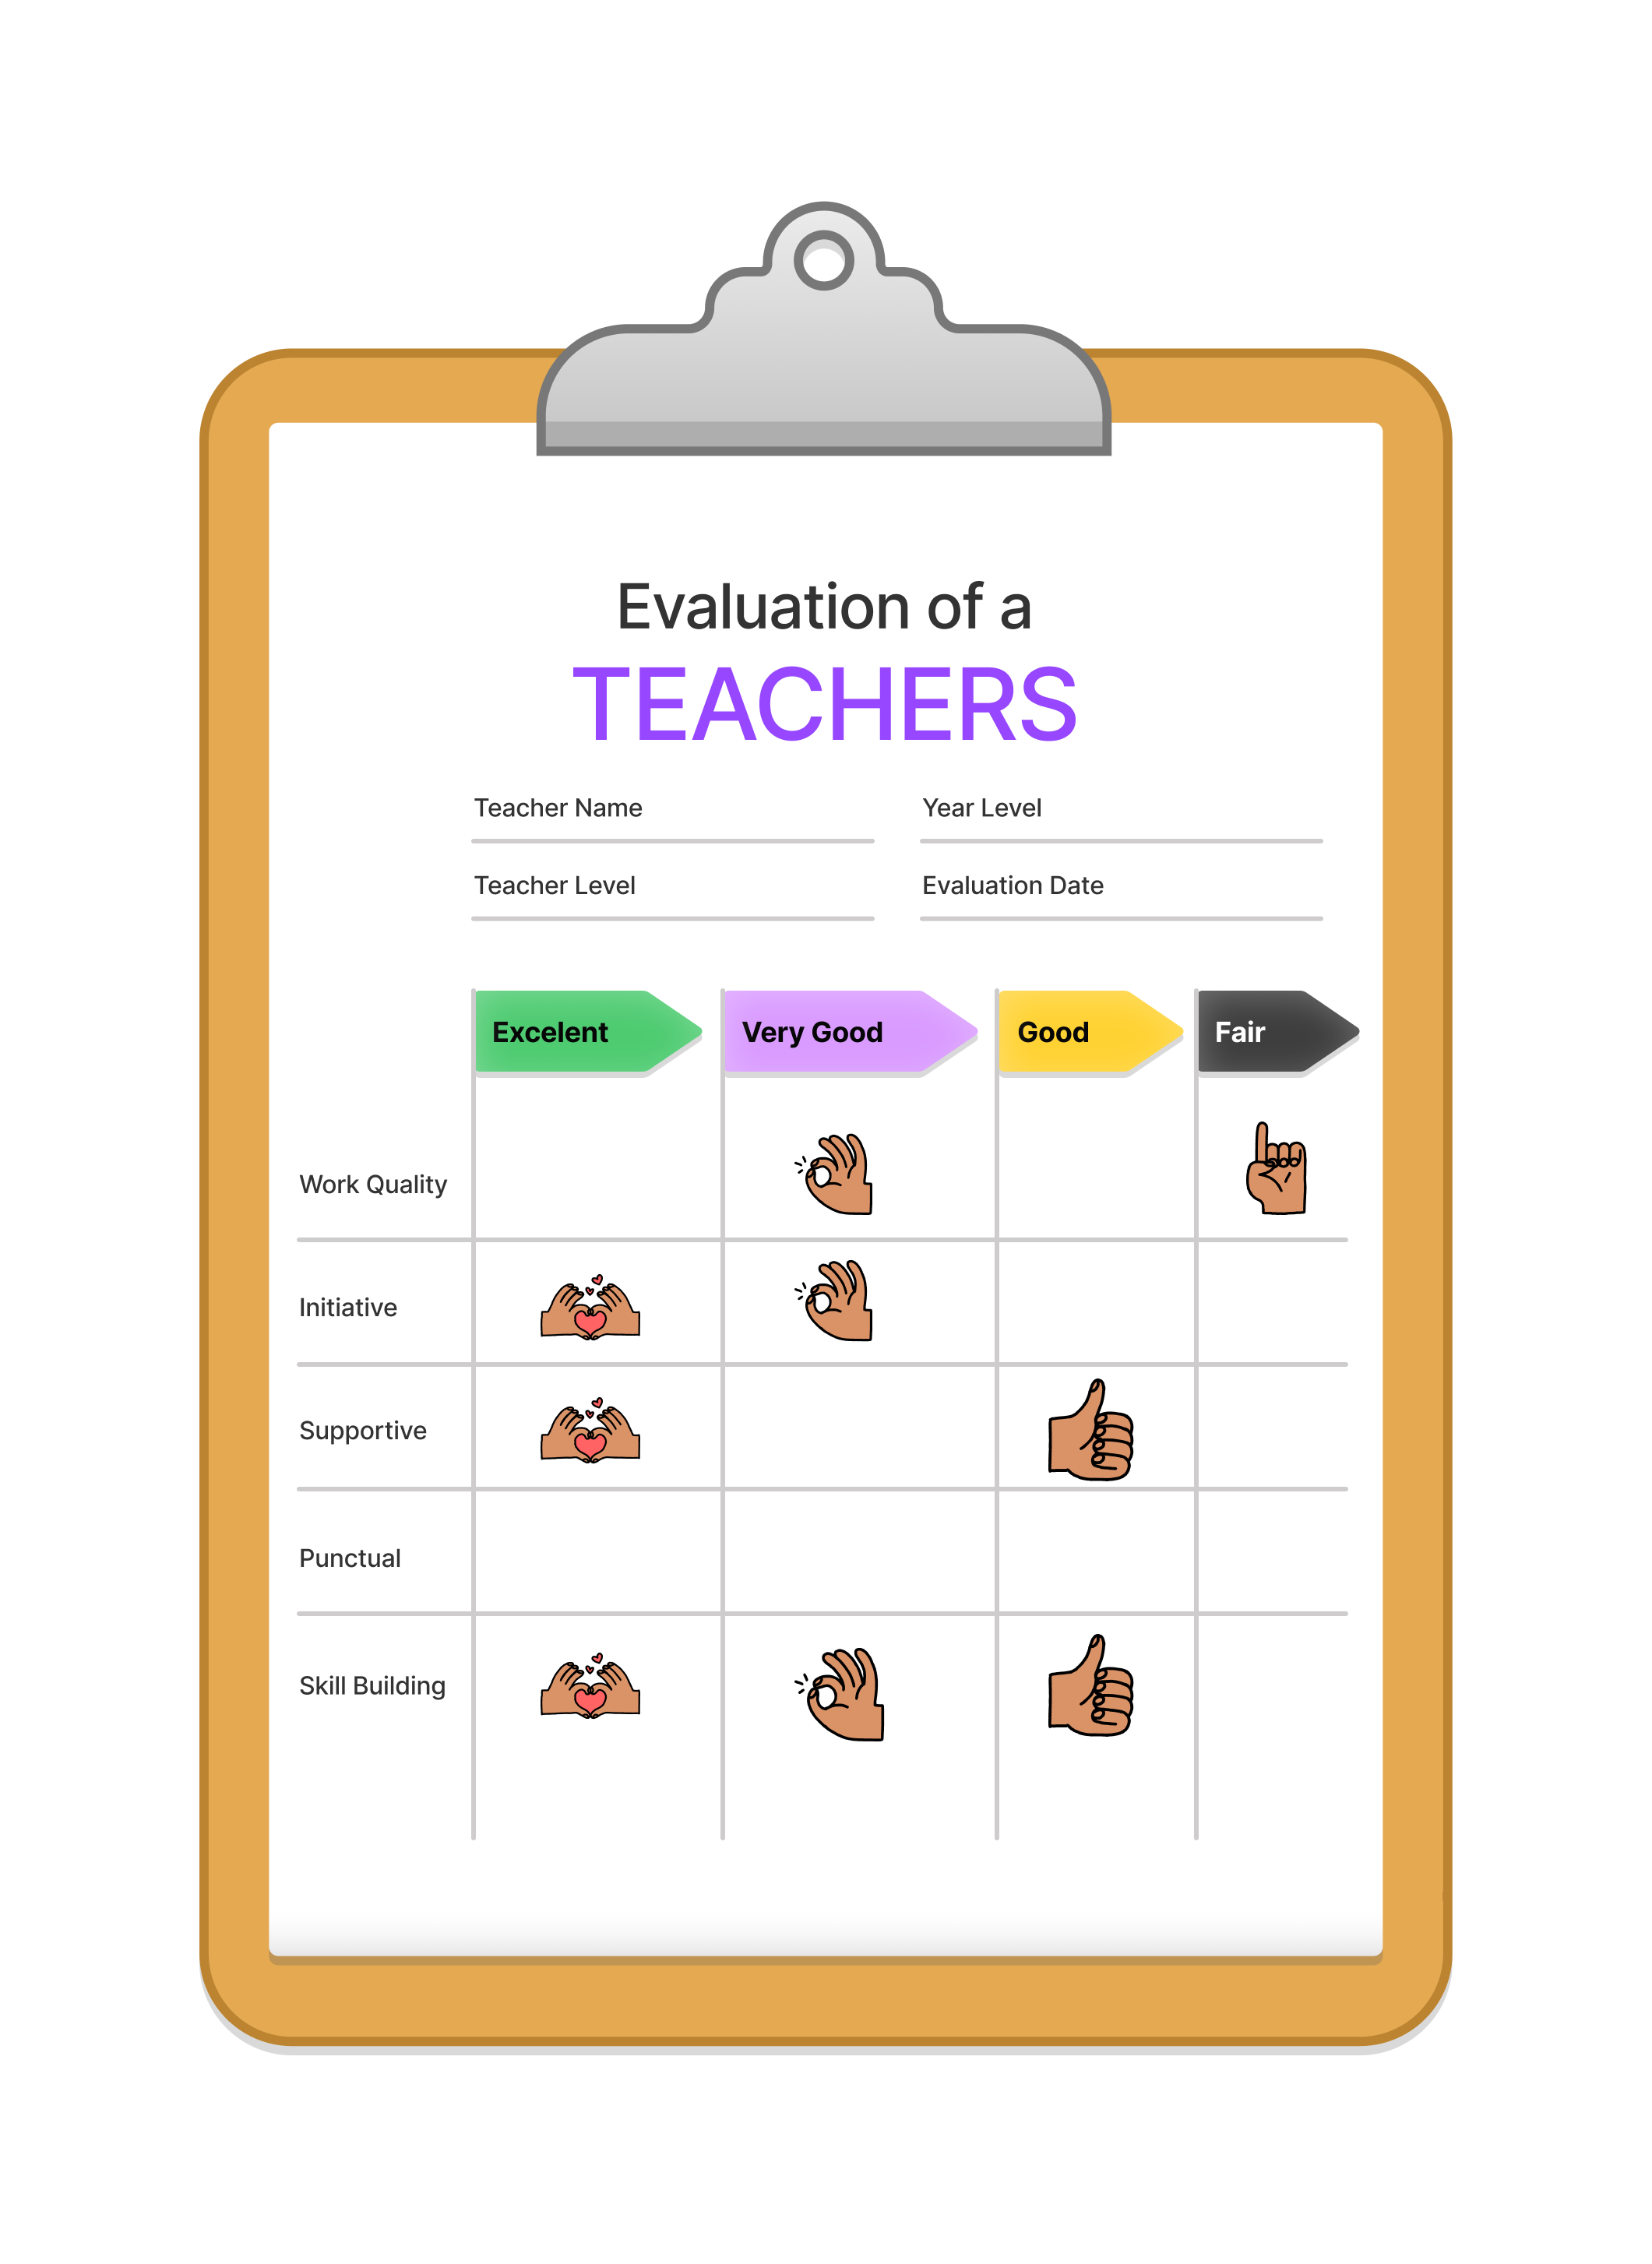 Evaluation of a
TEACHERS
Teacher Name Year Level
Teacher Level Evaluation Date
Excelent Very Good Good Fair
Work Quality
Initiative
Supportive
Punctual
Skill Building